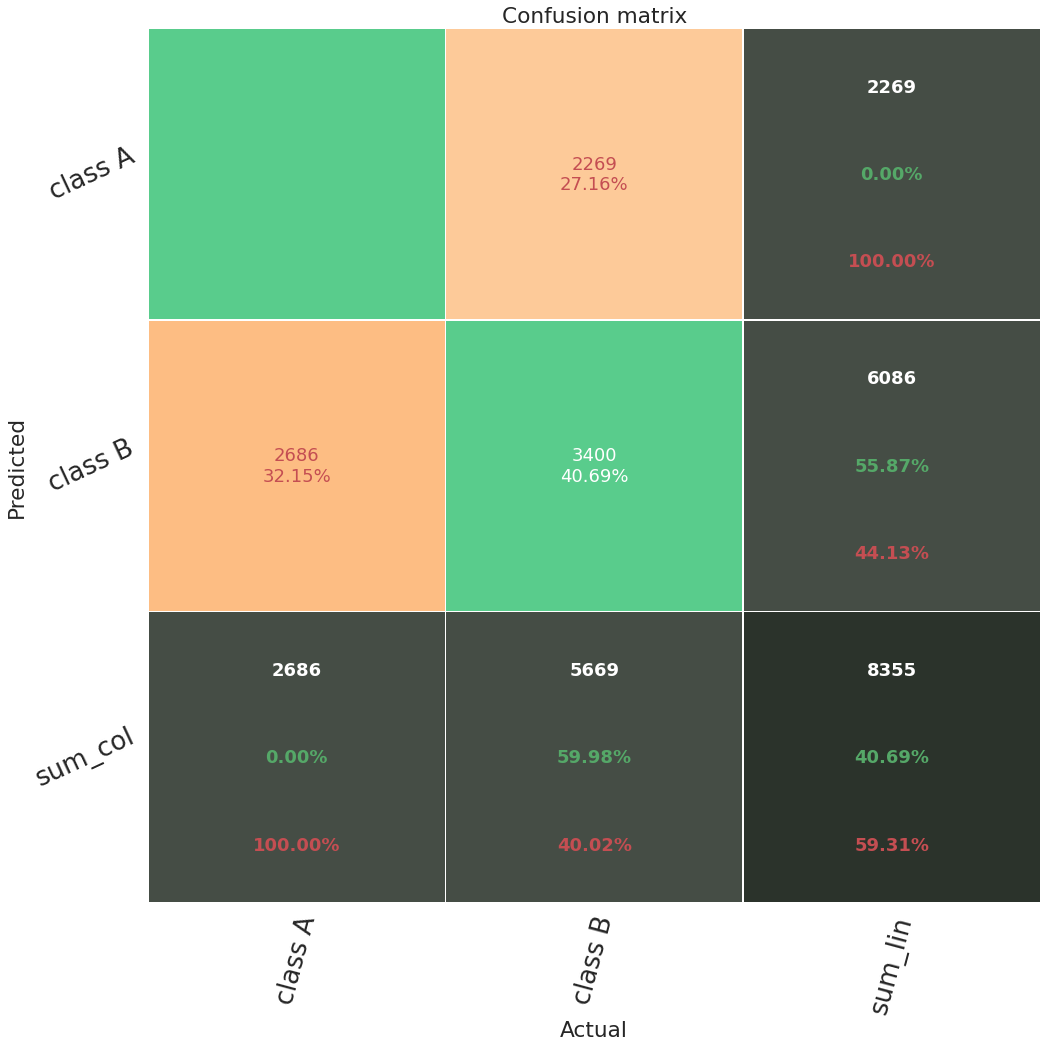 Confusion matrix
Predicted
class A
2269
27.16%
2269
0.00%
100.00%
class B
2686
32.15%
3400
40.69%
6086
55.87%
44.13%
sum_col
2686
0.00%
100.00%
5669
59.98%
40.02%
8355
40.69%
59.31%
class A
class B
sum_lin
Actual